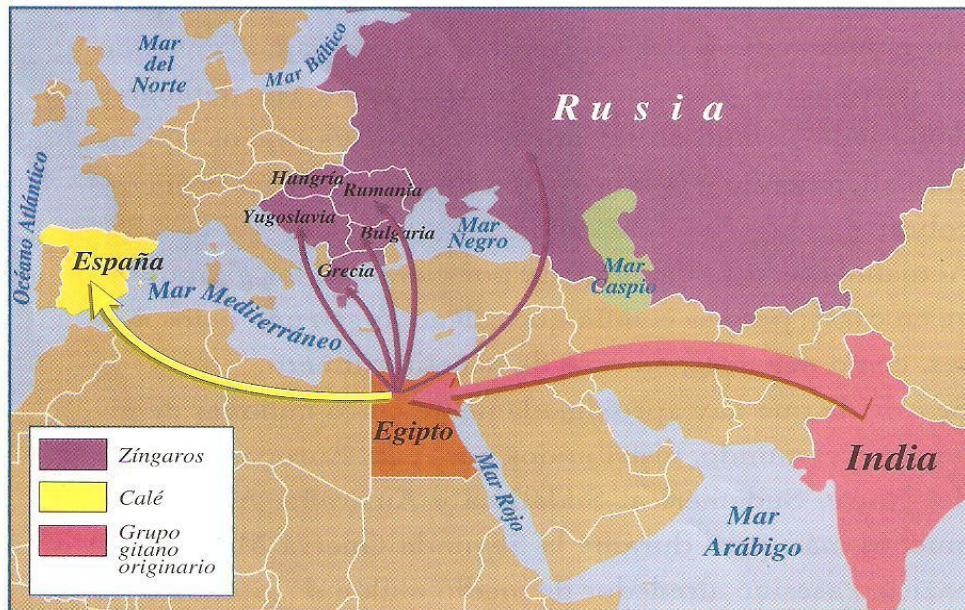 Mar
del
Norte
Mar Báltico
Rusia
Océano Atlántico
Hungría
Rumania
Yugoslavia
Bulgaria
Mar
Negro
Grecia
Mar
Caspio
España
Mar Mediterráneo
Egipto
India
Mar Rojo
Mar
Arábigo
Zíngaros
Calé
Grupo
gitano
originario